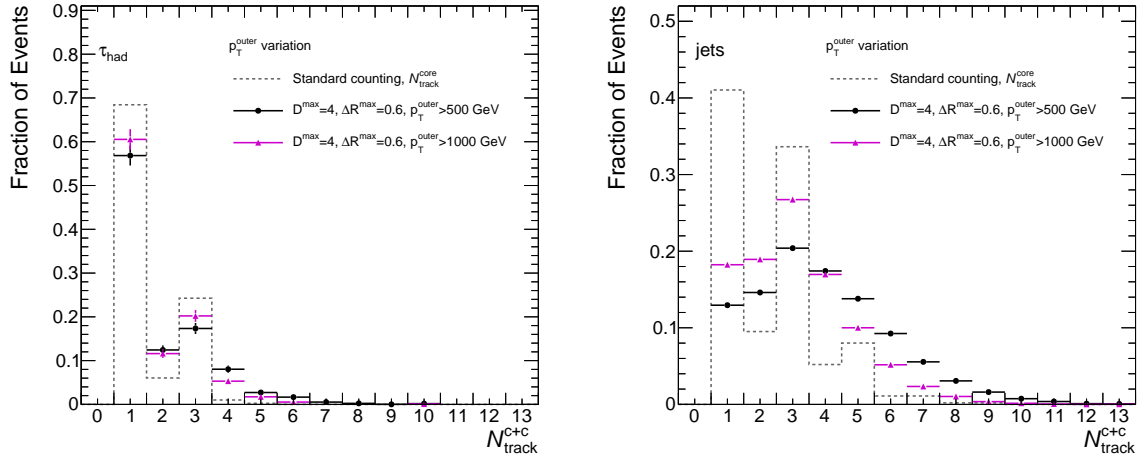 Fraction of Events
0.9
0.8
0.7
0.6
0.5
0.4
0.3
0.2
0.1
0
τhad
pTouter variation
Standard counting, Ntrackcore
Dmax=4, ΔRmax=0.6, pTouter>500 GeV
Dmax=4, ΔRmax=0.6, pTouter>1000 GeV
0 1 2 3 4 5 6 7 8 9 10 11 12 13
Ntrackc+c
Fraction of Events
0.5
0.4
0.3
0.2
0.1
0
jets
pTouter variation
Standard counting, Ntrackcore
Dmax=4, ΔRmax=0.6, pTouter>500 GeV
Dmax=4, ΔRmax=0.6, pTouter>1000 GeV
0 1 2 3 4 5 6 7 8 9 10 11 12 13
Ntrackc+c